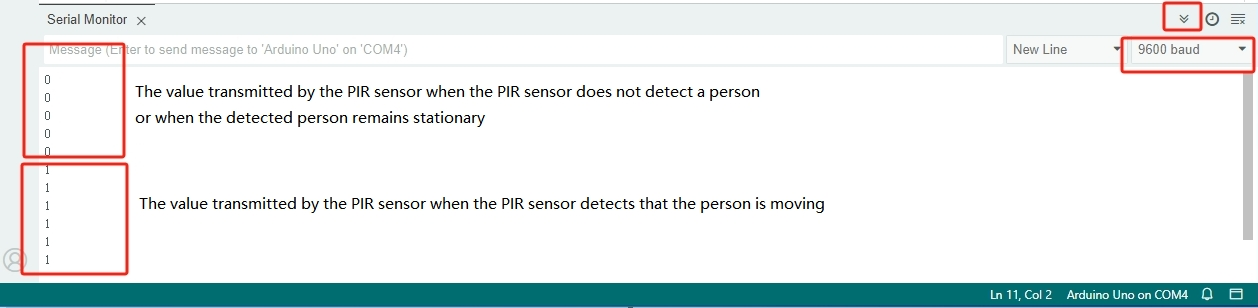 Serial Monitor
Message (Enter to send message to 'Arduino Uno' on 'COM4')
New Line
9600 baud
0
0
0
0
0
The value transmitted by the PIR sensor when the PIR sensor does not detect a person
or when the detected person remains stationary
1
1
1
1
1
1
The value transmitted by the PIR sensor when the PIR sensor detects that the person is moving
Ln 11, Col 2
Arduino Uno on COM4